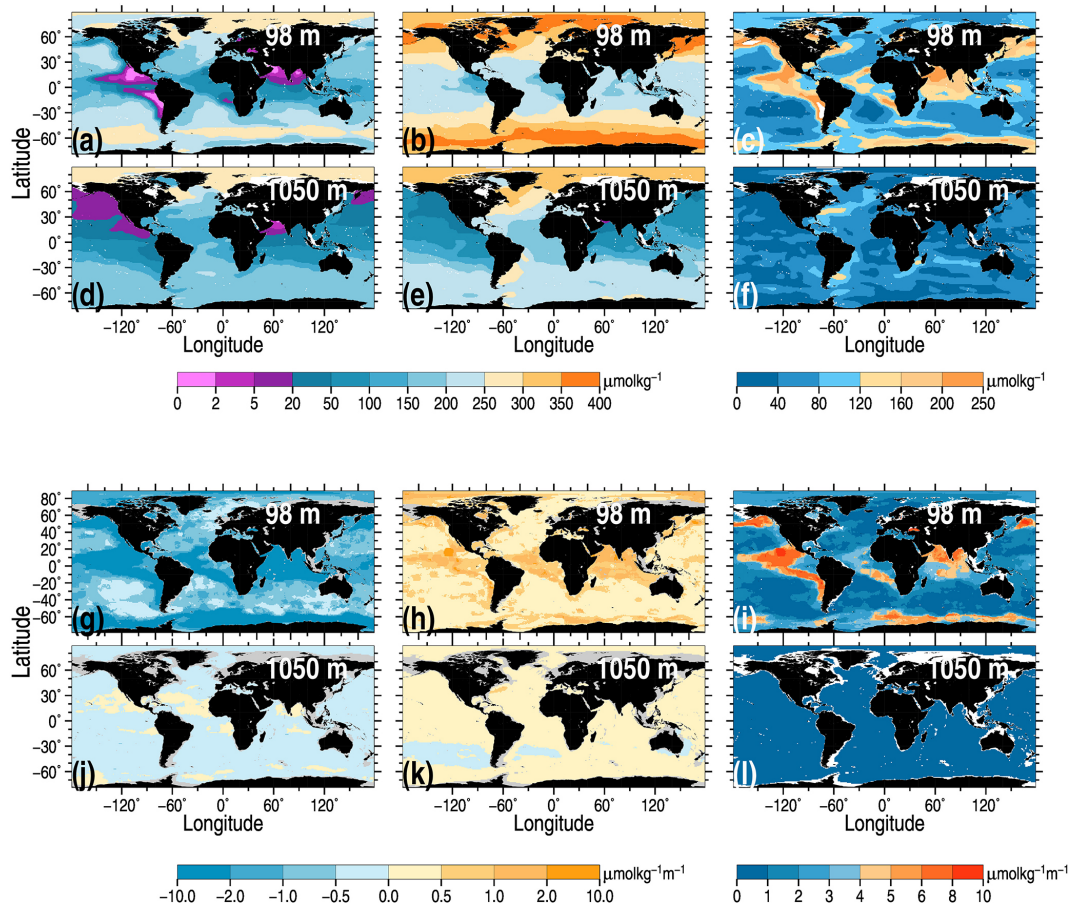 98 m 98 m 98 m
60° 30° 0° −30° −60°
Latitude
(a) (b) (c)
1050 m 1050 m 1050 m
60° 30° 0° −30° −60°
(d) (e) (f)
−120° −60° 0° 60° 120° −120° −60° 0° 60° 120° −120° −60° 0° 60° 120°
Longitude Longitude Longitude
μmolkg⁻¹ μmolkg⁻¹
0 2 5 20 50 100 150 200 250 300 350 400 0 40 80 120 160 200 250
98 m 98 m 98 m
80° 60° 40° 20° 0° −20° −40° −60°
Latitude
(g) (h) (i)
1050 m 1050 m 1050 m
60° 30° 0° −30° −60°
(j) (k) (l)
−120° −60° 0° 60° 120° −120° −60° 0° 60° 120° −120° −60° 0° 60° 120°
Longitude Longitude Longitude
μmolkg⁻¹m⁻¹ μmolkg⁻¹m⁻¹
−10.0 −2.0 −1.0 −0.5 0.0 0.5 1.0 2.0 10.0 0 1 2 3 4 5 6 8 10